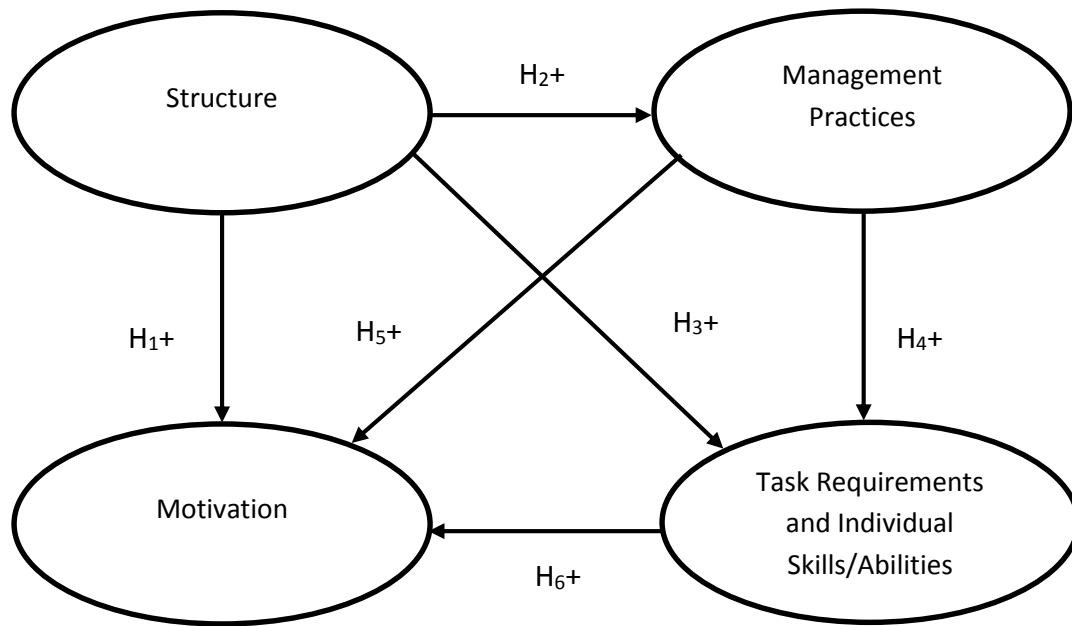 Structure
H₂+
Management
Practices
H₁+
H₅+
H₃+
H₄+
Motivation
Task Requirements
and Individual
Skills/Abilities
H₆+